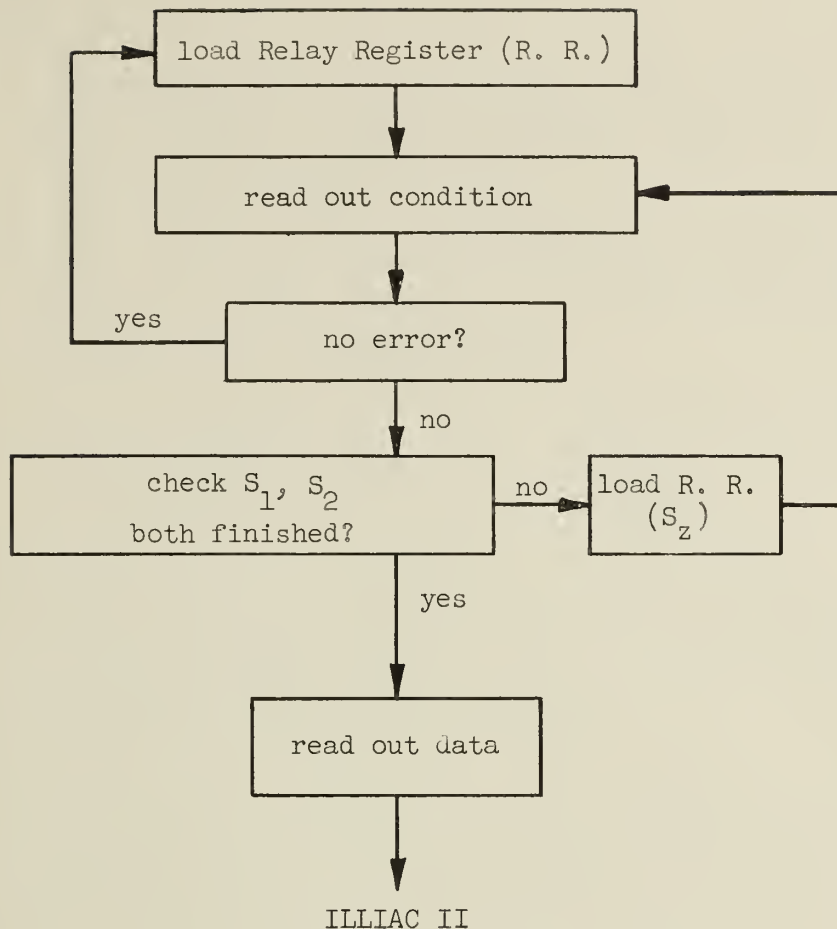 load Relay Register (R. R.)
read out condition
yes
no error?
no
check S₁, S₂
both finished?
no
load R. R.
(S_z)
yes
read out data
ILLIAC II